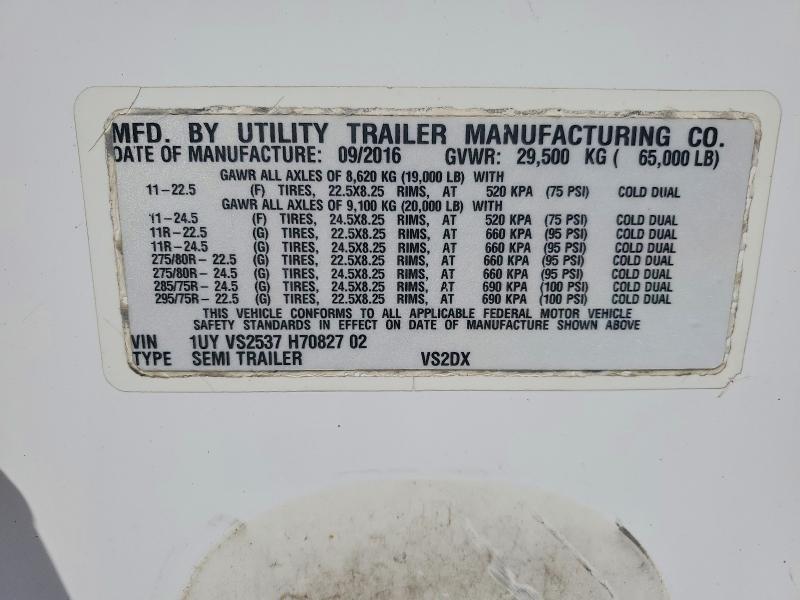 MFD. BY UTILITY TRAILER MANUFACTURING CO.
DATE OF MANUFACTURE: 09/2016 GVWR: 29,500 KG ( 65,000 LB)
GAWR ALL AXLES OF 8,620 KG (19,000 LB) WITH
11-22.5 (F) TIRES, 22.5X8.25 RIMS, AT 520 KPA (75 PSI) COLD DUAL
GAWR ALL AXLES OF 9,100 KG (20,000 LB) WITH
11-24.5 (F) TIRES, 24.5X8.25 RIMS, AT 520 KPA (75 PSI) COLD DUAL
11R-22.5 (G) TIRES, 22.5X8.25 RIMS, AT 660 KPA (95 PSI) COLD DUAL
11R-24.5 (G) TIRES, 24.5X8.25 RIMS, AT 660 KPA (95 PSI) COLD DUAL
275/80R-22.5 (G) TIRES, 22.5X8.25 RIMS, AT 660 KPA (95 PSI) COLD DUAL
275/80R-24.5 (G) TIRES, 24.5X8.25 RIMS, AT 660 KPA (95 PSI) COLD DUAL
285/75R-24.5 (G) TIRES, 24.5X8.25 RIMS, AT 690 KPA (100 PSI) COLD DUAL
295/75R-22.5 (G) TIRES, 22.5X8.25 RIMS, AT 690 KPA (100 PSI) COLD DUAL
THIS VEHICLE CONFORMS TO ALL APPLICABLE FEDERAL MOTOR VEHICLE
SAFETY STANDARDS IN EFFECT ON DATE OF MANUFACTURE SHOWN ABOVE
VIN 1UY VS2537 H70827 02
TYPE SEMI TRAILER VS2DX